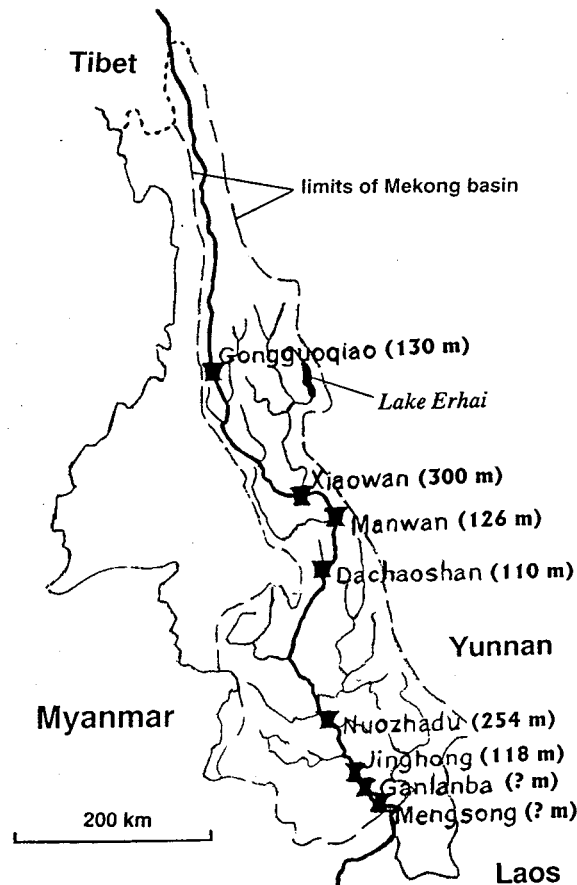 Tibet
limits of Mekong basin
Gongguoqiao (130 m)
Lake Erhai
Xiaowan (300 m)
Manwan (126 m)
Dachaoshan (110 m)
Yunnan
Myanmar
Nuozhadu (254 m)
Jinghong (118 m)
Ganlanba (? m)
Mengsong (? m)
200 km
Laos